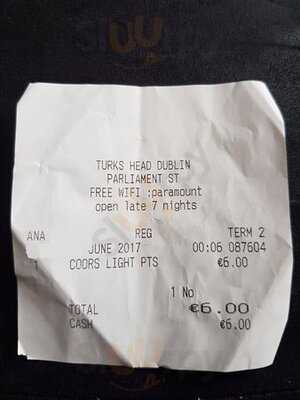 TURKS HEAD DUBLIN
PARLIAMENT ST
FREE WIFI :paramount
open late 7 nights
ANA REG TERM 2
JUNE 2017 00:06 087604
1 COORS LIGHT PTS €6.00
1 No
TOTAL €6.00
CASH €6.00